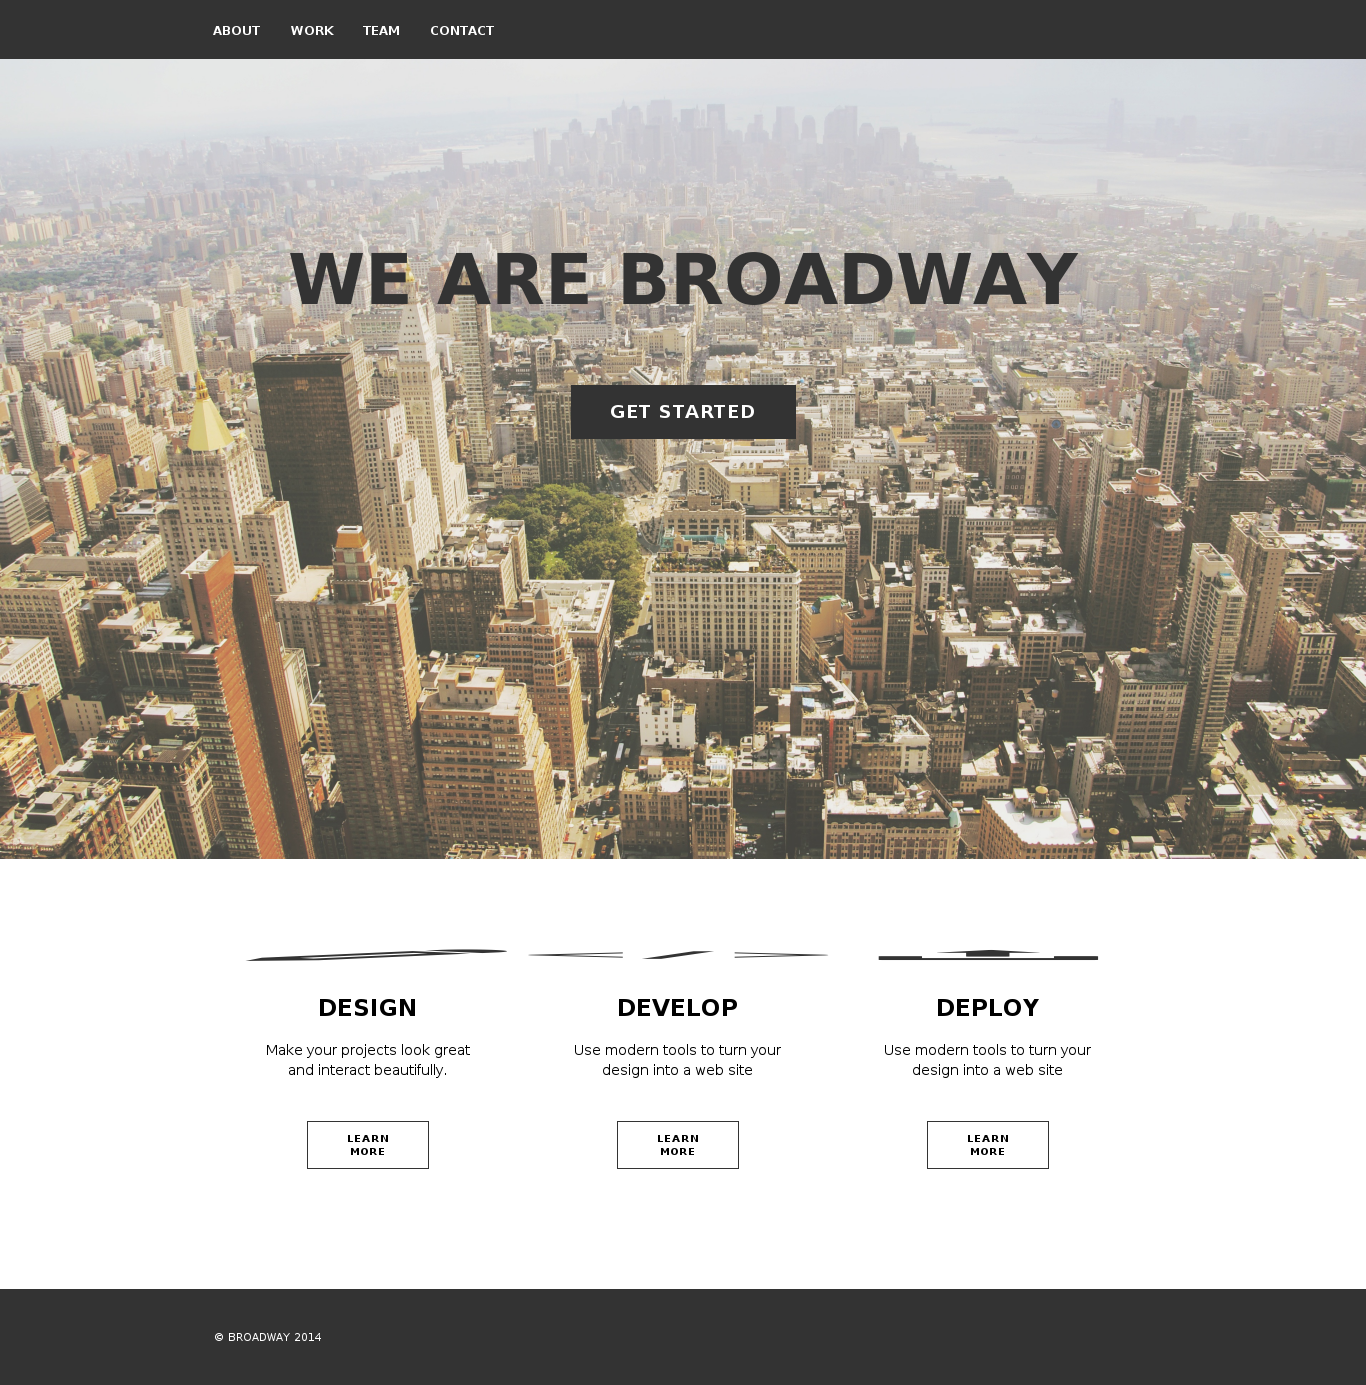 ABOUT WORK TEAM CONTACT
WE ARE BROADWAY
GET STARTED
DESIGN
Make your projects look great
and interact beautifully.
LEARN
MORE
DEVELOP
Use modern tools to turn your
design into a web site
LEARN
MORE
DEPLOY
Use modern tools to turn your
design into a web site
LEARN
MORE
© BROADWAY 2014